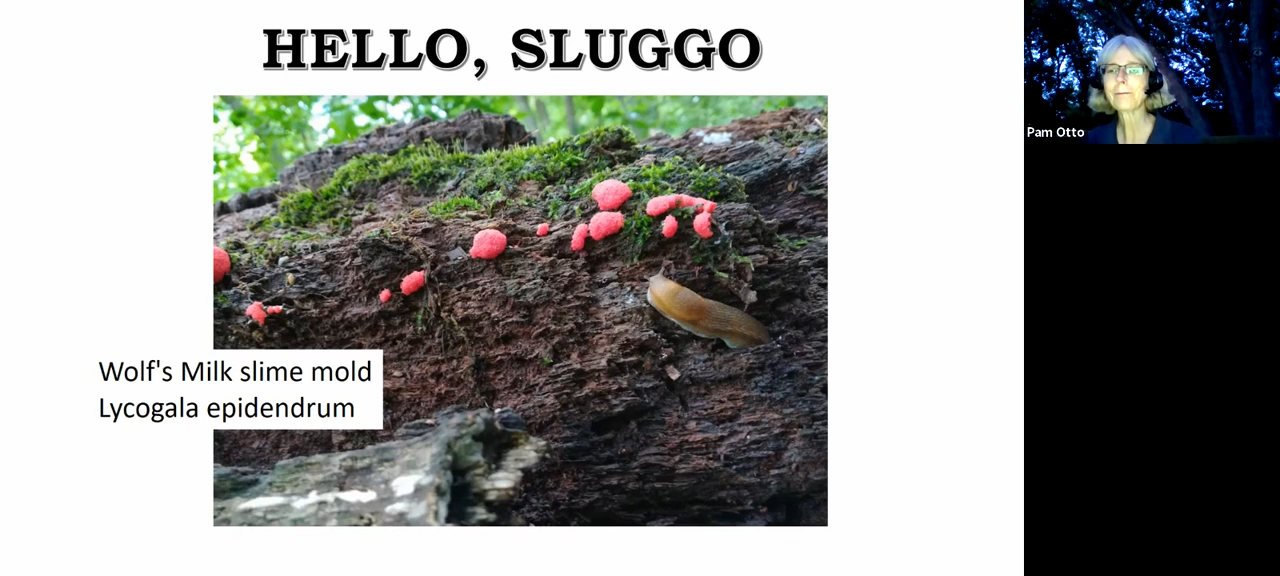 HELLO, SLUGGO
Pam Otto
Wolf's Milk slime mold
Lycogala epidendrum